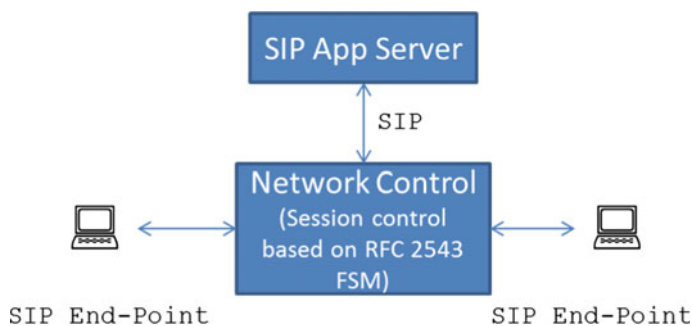 SIP App Server
SIP
Network Control
(Session control
based on RFC 2543
FSM)
SIP End-Point
SIP End-Point